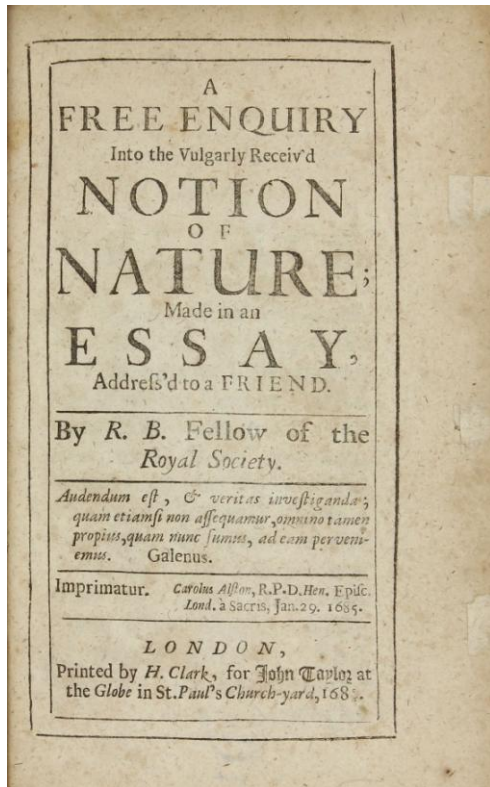 A
FREE ENQUIRY
Into the Vulgarly Receiv'd
NOTION
OF
NATURE;
Made in an
ESSAY,
Addreſs'd to a FRIEND.
By R. B. Fellow of the
Royal Society.
Audendum eſt, & veritas inveſtiganda;
quam etiamſi non aſſequamur, omnino tamen
propius, quam nunc ſumus, ad eam perveni-
emus. Galenus.
Imprimatur. Carolus Alſton, R.P.D. Hen. Epiſc.
Lond. à Sacris, Jan. 29. 1685.
LONDON,
Printed by H. Clark, for John Taylor at
the Globe in St. Paul's Church-yard,